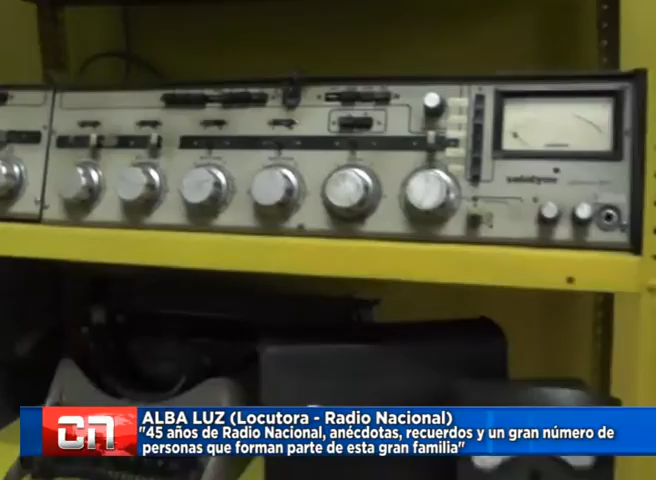 CN
ALBA LUZ (Locutora - Radio Nacional)
"45 años de Radio Nacional, anécdotas, recuerdos y un gran número de
personas que forman parte de esta gran familia"